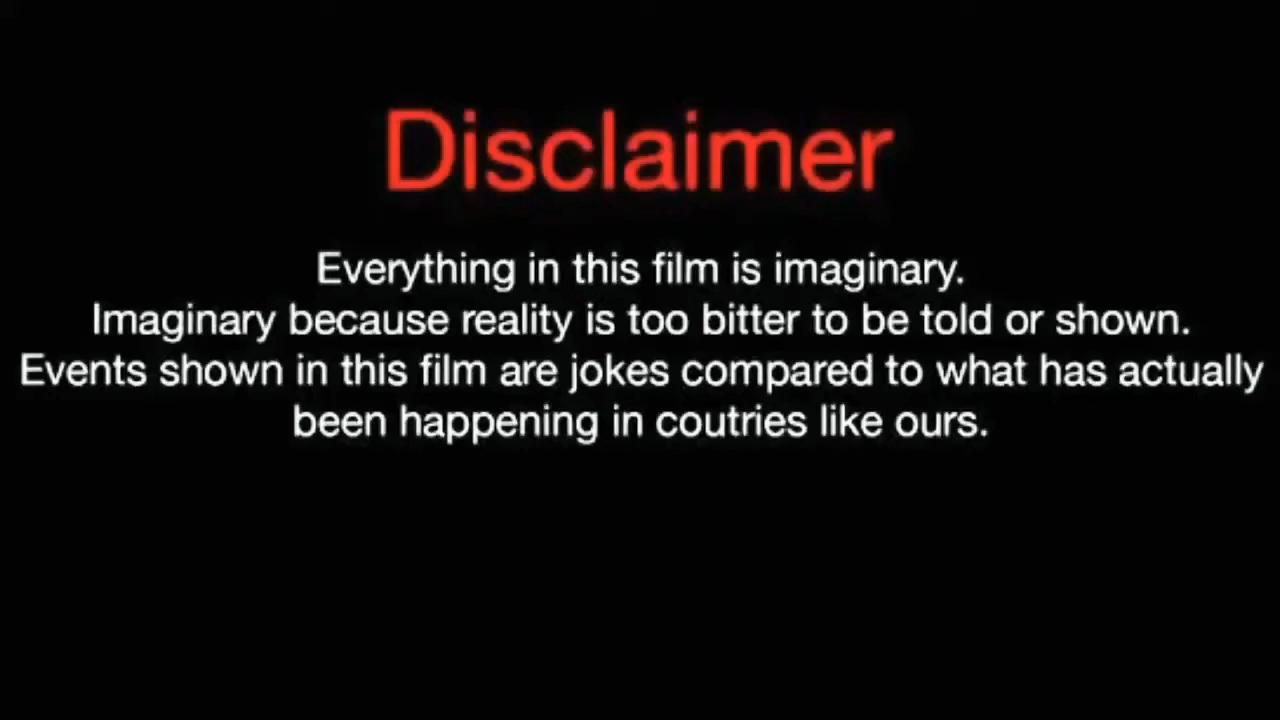 Disclaimer
Everything in this film is imaginary.
Imaginary because reality is too bitter to be told or shown.
Events shown in this film are jokes compared to what has actually
been happening in coutries like ours.